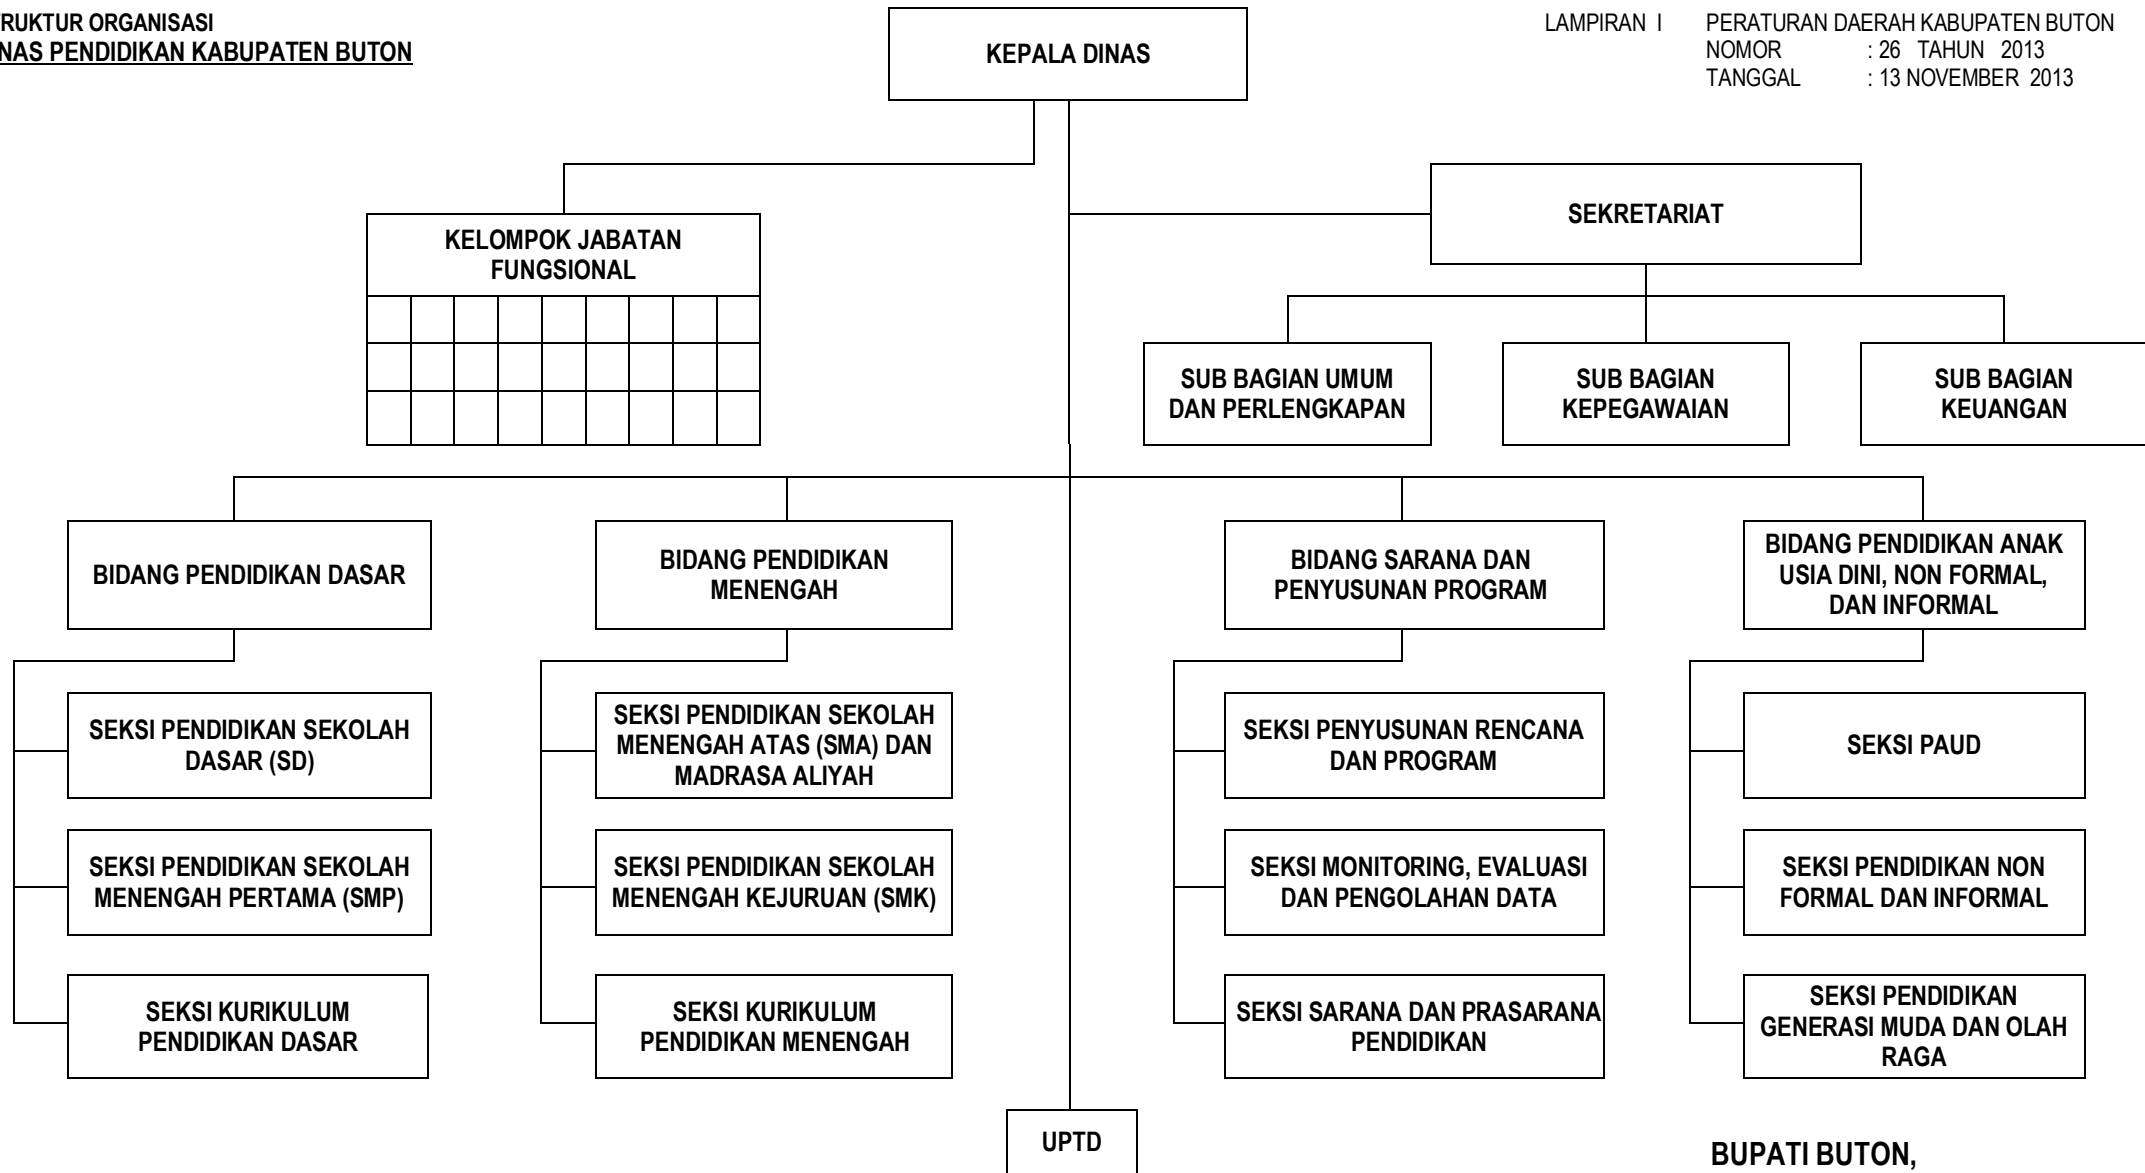 TRUKTUR ORGANISASI
NAS PENDIDIKAN KABUPATEN BUTON
KEPALA DINAS
LAMPIRAN I PERATURAN DAERAH KABUPATEN BUTON
NOMOR : 26 TAHUN 2013
TANGGAL : 13 NOVEMBER 2013
KELOMPOK JABATAN
FUNGSIONAL
SEKRETARIAT
SUB BAGIAN UMUM
DAN PERLENGKAPAN
SUB BAGIAN
KEPEGAWAIAN
SUB BAGIAN
KEUANGAN
BIDANG PENDIDIKAN DASAR
BIDANG PENDIDIKAN
MENENGAH
BIDANG SARANA DAN
PENYUSUNAN PROGRAM
BIDANG PENDIDIKAN ANAK
USIA DINI, NON FORMAL,
DAN INFORMAL
SEKSI PENDIDIKAN SEKOLAH
DASAR (SD)
SEKSI PENDIDIKAN SEKOLAH
MENENGAH ATAS (SMA) DAN
MADRASA ALIYAH
SEKSI PENYUSUNAN RENCANA
DAN PROGRAM
SEKSI PAUD
SEKSI PENDIDIKAN SEKOLAH
MENENGAH PERTAMA (SMP)
SEKSI PENDIDIKAN SEKOLAH
MENENGAH KEJURUAN (SMK)
SEKSI MONITORING, EVALUASI
DAN PENGOLAHAN DATA
SEKSI PENDIDIKAN NON
FORMAL DAN INFORMAL
SEKSI KURIKULUM
PENDIDIKAN DASAR
SEKSI KURIKULUM
PENDIDIKAN MENENGAH
SEKSI SARANA DAN PRASARANA
PENDIDIKAN
SEKSI PENDIDIKAN
GENERASI MUDA DAN OLAH
RAGA
UPTD
BUPATI BUTON,